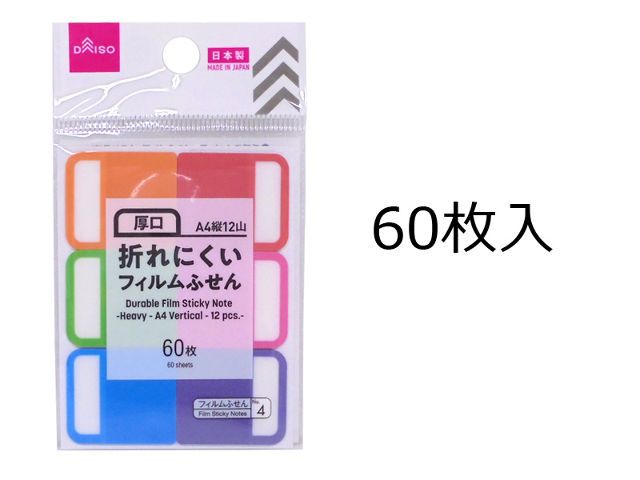 DAISO
日本製
MADE IN JAPAN
厚口
A4縦12山
折れにくい
フィルムふせん
Durable Film Sticky Note
-Heavy - A4 Vertical - 12 pcs.-
60枚
60 sheets
フィルムふせん
Film Sticky Notes
No.
4
60枚入